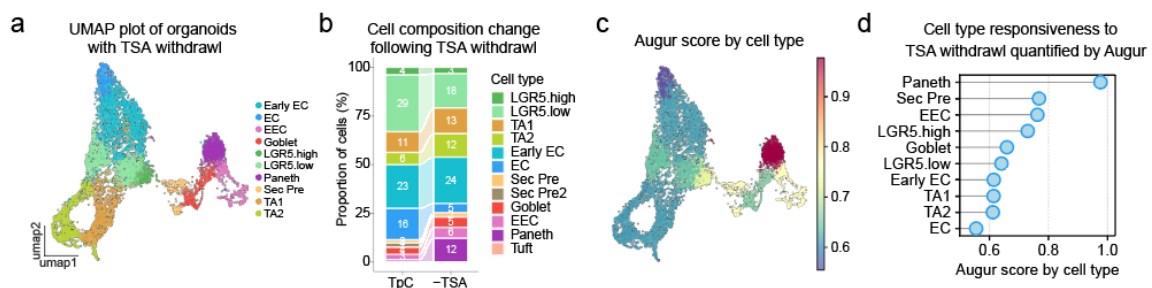 a
UMAP plot of organoids
with TSA withdrawl
Early EC
EC
EEC
Goblet
LGR5.high
LGR5.low
Paneth
Sec Pre
TA1
TA2
umap2
umap1
b
Cell composition change
following TSA withdrawl
Proportion of cells (%)
100
75
50
25
0
4
29
11
6
23
16
3
18
13
12
24
5
5
6
12
TpC
−TSA
Cell type
LGR5.high
LGR5.low
TA1
TA2
Early EC
EC
Sec Pre
Sec Pre2
Goblet
EEC
Paneth
Tuft
c
Augur score by cell type
0.9
0.8
0.7
0.6
d
Cell type responsiveness to
TSA withdrawl quantified by Augur
Paneth
Sec Pre
EEC
LGR5.high
Goblet
LGR5.low
Early EC
TA1
TA2
EC
0.6 0.8 1.0
Augur score by cell type